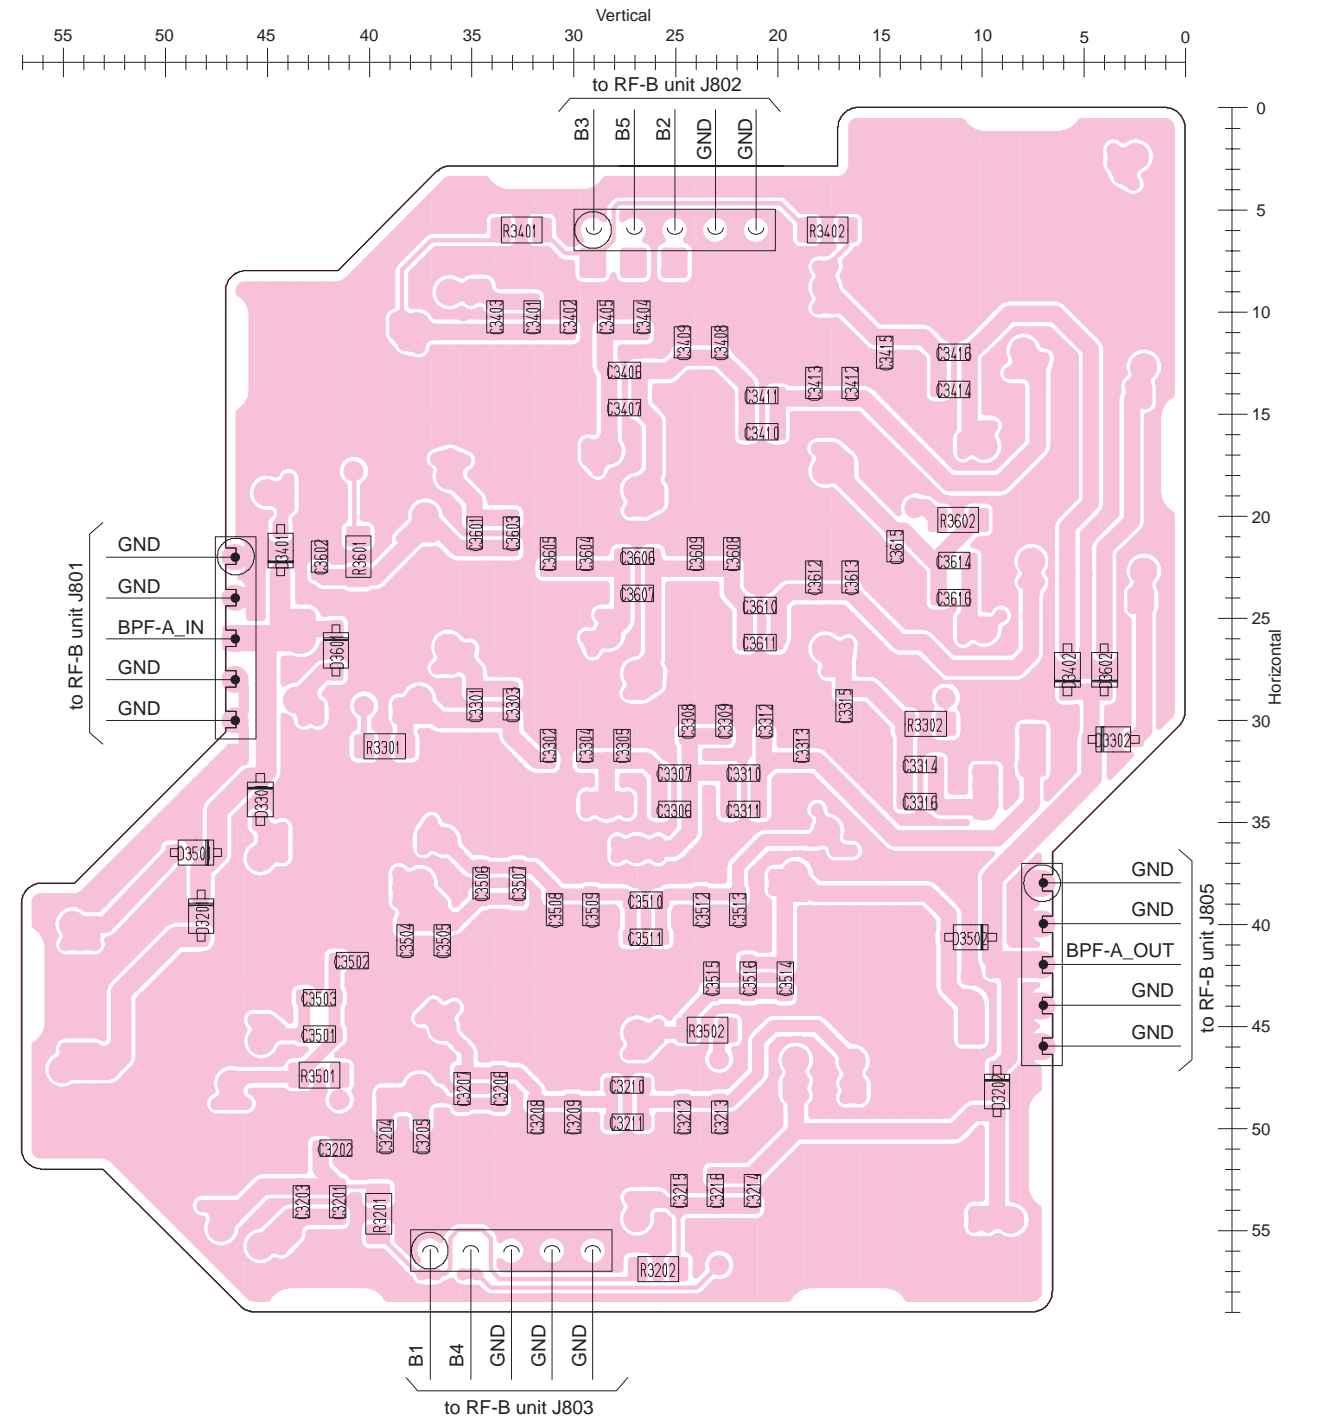 Vertical
55 50 45 40 35 30 25 20 15 10 5 0
to RF-B unit J802
B3 B5 B2 GND GND
0
5
R3401 R3402
10
C3403 C3401 C3402 C3405 C3404
C3409 C3408 C3415 C3416
C3406 C3413 C3412 C3414
C3407 C3411
15
C3410
20
R3602
C3601 C3603 C3615
GND
D3401 C3602 R3601 C3605 C3604 C3606 C3609 C3608 C3614
GND
C3607 C3612 C3613 C3616
C3610
25
BPF-A_IN
D3601 C3611
to RF-B unit J801
GND
D3402 D3602
Horizontal
GND
C3301 C3303 C3315
30
C3308 C3309 C3312 R3302
R3301 C3302 C3304 C3305 C3313 D3302
C3307 C3310 C3314
D3301 C3306 C3311 C3316
35
D3501
C3506 C3507
GND
D3201 C3508 C3509 C3510 C3512 C3513
GND
40
C3504 C3505 C3511 D3502
BPF-A_OUT
C3502
C3515 C3516 C3514
to RF-B unit J805
C3503
GND
C3501 R3502
45
GND
R3501
C3207 C3206 C3210 D3202
C3208 C3209 C3211 C3212 C3213
50
C3204 C3205
C3202
C3203 C3201 R3201 C3215 C3216 C3214
55
R3202
B1 B4 GND GND GND
to RF-B unit J803